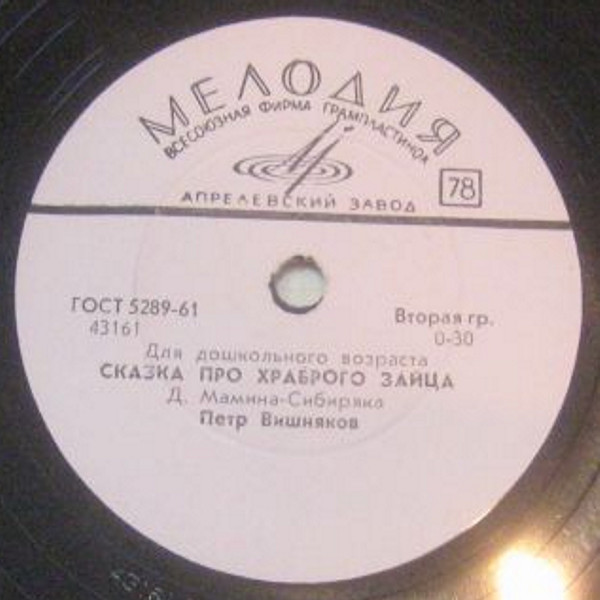 МЕЛОДИЯ
ВСЕСОЮЗНАЯ ФИРМА ГРАМПЛАСТИНОК
78
АПРЕЛЕВСКИЙ ЗАВОД
ГОСТ 5289-61
Вторая гр.
43161
0-30
Для дошкольного возраста
СКАЗКА ПРО ХРАБРОГО ЗАЙЦА
Д. Мамина-Сибиряка
Петр Вишняков